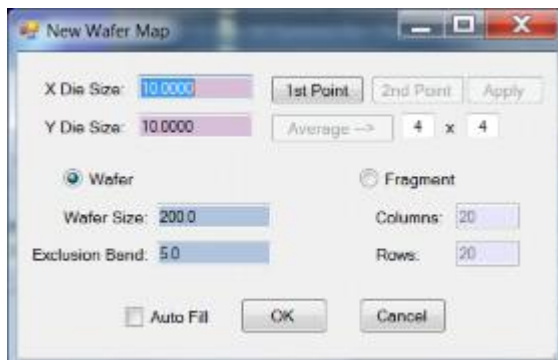 New Wafer Map
X Die Size: 10.0000 1st Point 2nd Point Apply
Y Die Size: 10.0000 Average --> 4 x 4
Wafer Fragment
Wafer Size: 200.0 Columns: 20
Exclusion Band: 5.0 Rows: 20
Auto Fill OK Cancel